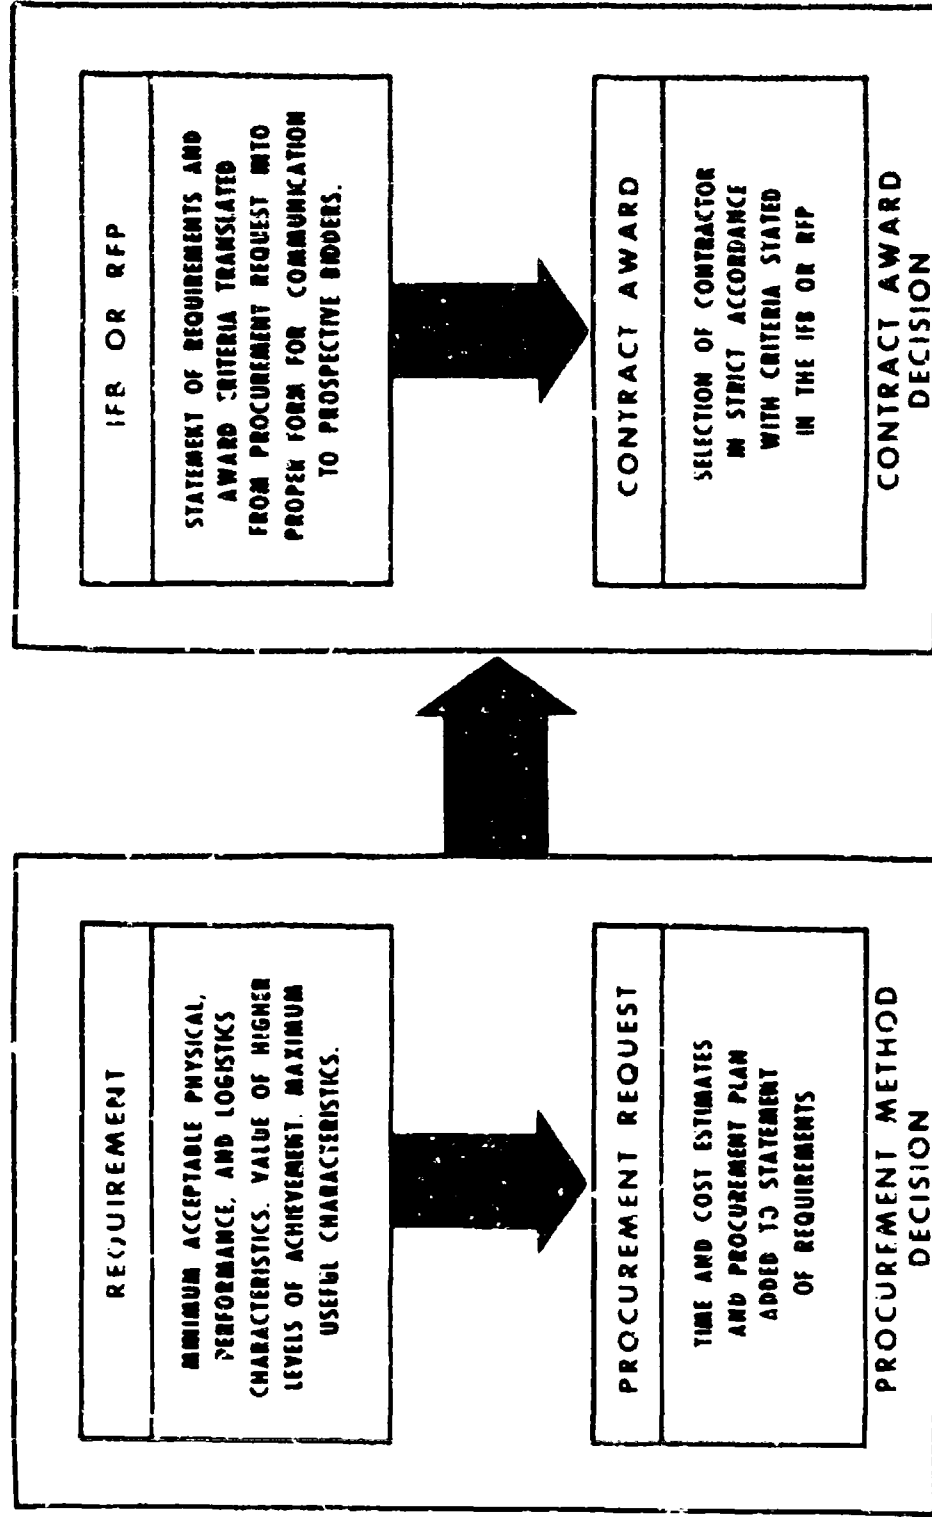 REQUIREMENT
MINIMUM ACCEPTABLE PHYSICAL,
PERFORMANCE, AND LOGISTICS
CHARACTERISTICS. VALUE OF HIGHER
LEVELS OF ACHIEVEMENT. MAXIMUM
USEFUL CHARACTERISTICS.
PROCUREMENT REQUEST
TIME AND COST ESTIMATES
AND PROCUREMENT PLAN
ADDED TO STATEMENT
OF REQUIREMENTS
PROCUREMENT METHOD
DECISION
IFB OR RFP
STATEMENT OF REQUIREMENTS AND
AWARD CRITERIA TRANSLATED
FROM PROCUREMENT REQUEST INTO
PROPER FORM FOR COMMUNICATION
TO PROSPECTIVE BIDDERS.
CONTRACT AWARD
SELECTION OF CONTRACTOR
IN STRICT ACCORDANCE
WITH CRITERIA STATED
IN THE IFB OR RFP
CONTRACT AWARD
DECISION